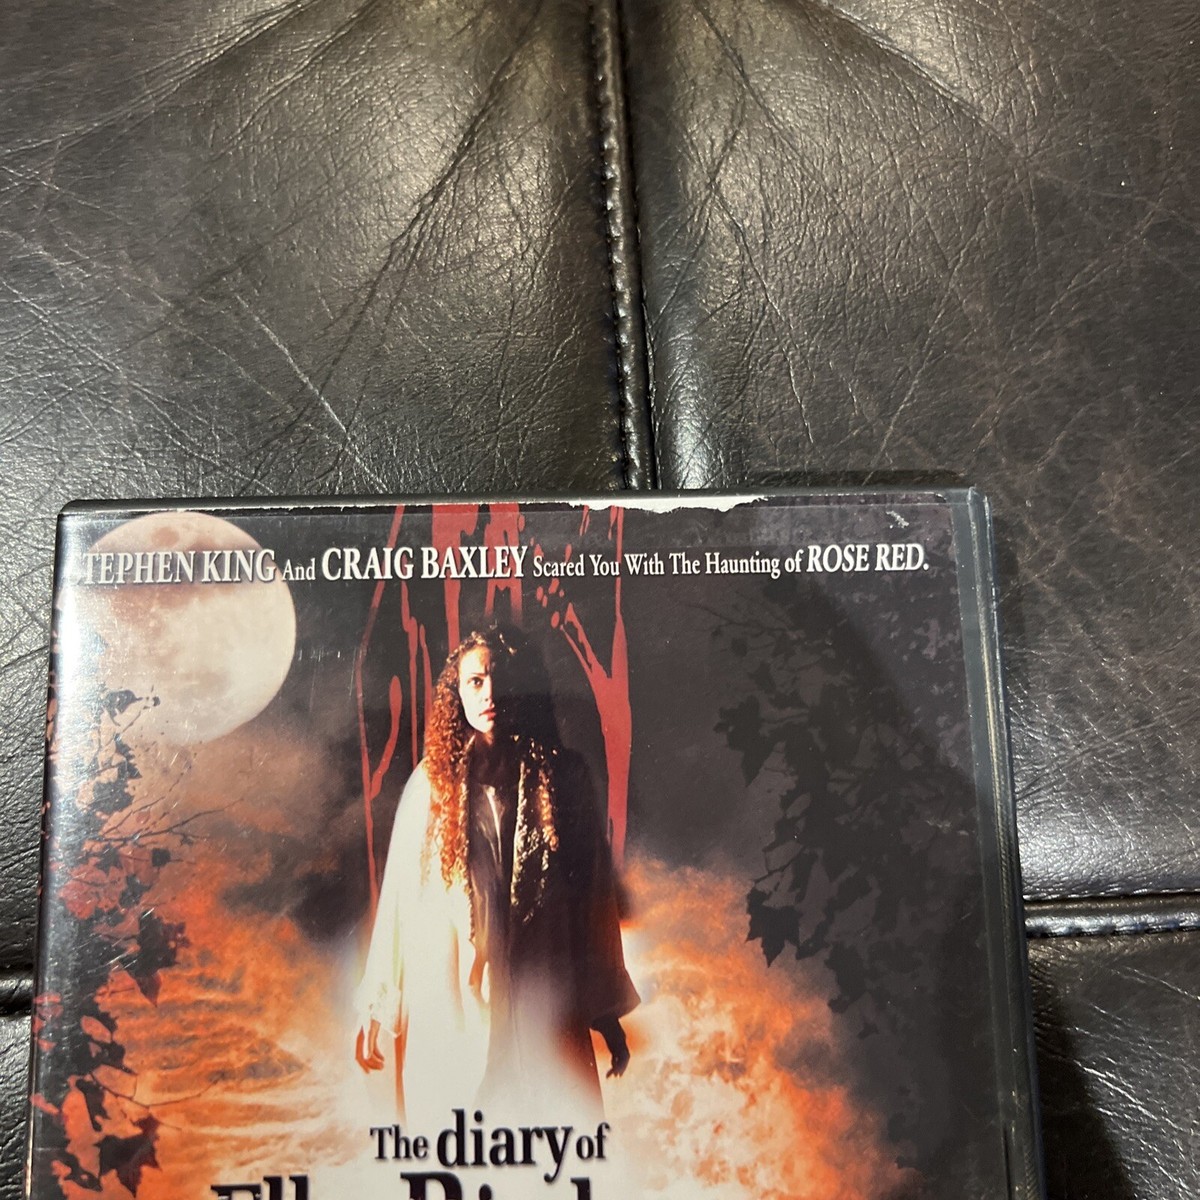 STEPHEN KING And CRAIG BAXLEY Scared You With The Haunting of ROSE RED.
The diary of